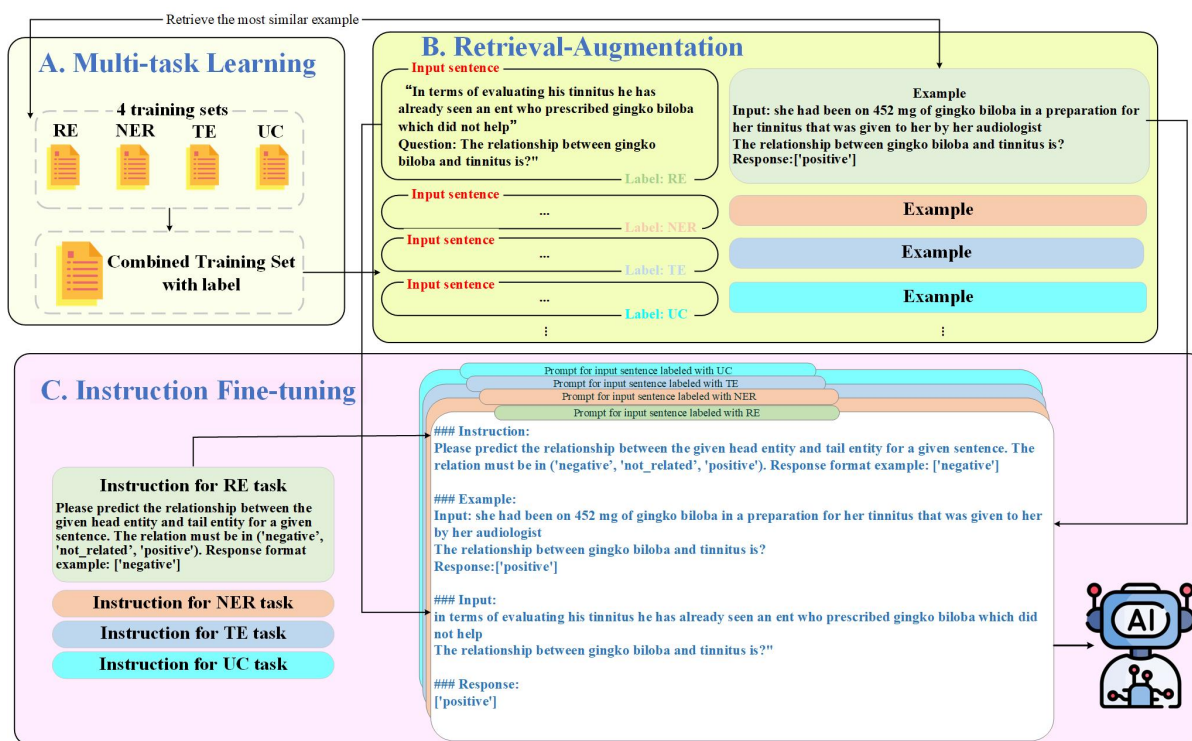 Retrieve the most similar example
A. Multi-task Learning
4 training sets
RE NER TE UC
Combined Training Set
with label
B. Retrieval-Augmentation
Input sentence
“In terms of evaluating his tinnitus he has
already seen an ent who prescribed gingko biloba
which did not help”
Question: The relationship between gingko
biloba and tinnitus is?"
Label: RE
Input sentence
...
Label: NER
Input sentence
...
Label: TE
Input sentence
...
Label: UC
⋮
Example
Input: she had been on 452 mg of gingko biloba in a preparation for
her tinnitus that was given to her by her audiologist
The relationship between gingko biloba and tinnitus is?
Response:['positive']
Example
Example
Example
⋮
C. Instruction Fine-tuning
Instruction for RE task
Please predict the relationship between the
given head entity and tail entity for a given
sentence. The relation must be in ('negative’,
'not_related’, 'positive’). Response format
example: ['negative']
Instruction for NER task
Instruction for TE task
Instruction for UC task
Prompt for input sentence labeled with UC
Prompt for input sentence labeled with TE
Prompt for input sentence labeled with NER
Prompt for input sentence labeled with RE
### Instruction:
Please predict the relationship between the given head entity and tail entity for a given sentence. The
relation must be in ('negative’, 'not_related’, 'positive’). Response format example: ['negative']
### Example:
Input: she had been on 452 mg of gingko biloba in a preparation for her tinnitus that was given to her
by her audiologist
The relationship between gingko biloba and tinnitus is?
Response:['positive']
### Input:
in terms of evaluating his tinnitus he has already seen an ent who prescribed gingko biloba which did
not help
The relationship between gingko biloba and tinnitus is?"
### Response:
['positive']
AI